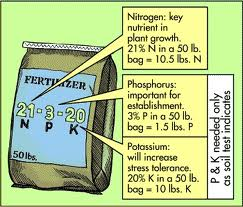 Nitrogen: key
nutrient in
plant growth.
21% N in a 50 lb.
bag = 10.5 lbs. N
FERTILIZER
21-3-20
N P K
50 lbs.
Phosphorus:
important for
establishment.
3% P in a 50 lb.
bag = 1.5 lbs. P
Potassium:
will increase
stress tolerance.
20% K in a 50 lb.
bag = 10 lbs. K
P & K needed only
as soil test indicates